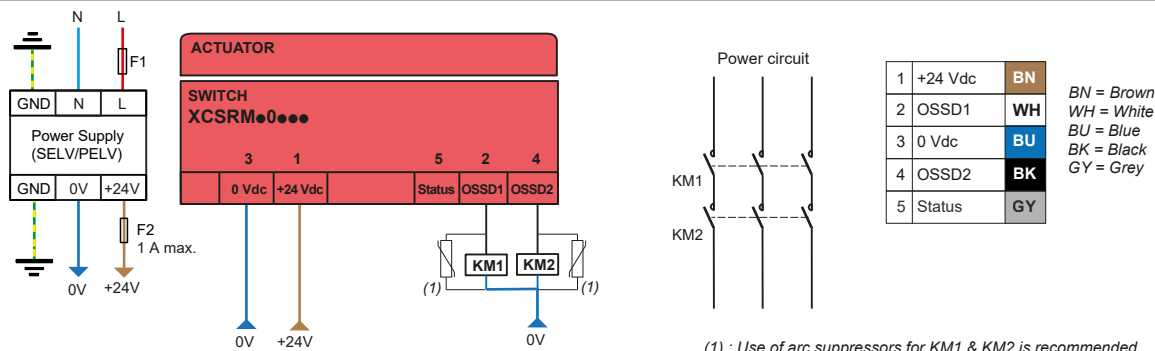 N L
F1
GND N L
Power Supply
(SELV/PELV)
GND 0V +24V
F2
1 A max.
0V +24V
ACTUATOR
SWITCH
XCSRM●0●●●
3 1 5 2 4
0 Vdc +24 Vdc Status OSSD1 OSSD2
KM1 KM2
(1) (1)
0V +24V 0V
Power circuit
KM1
KM2
1 +24 Vdc BN
2 OSSD1 WH
3 0 Vdc BU
4 OSSD2 BK
5 Status GY
BN = Brown
WH = White
BU = Blue
BK = Black
GY = Grey
(1) : Use of arc suppressors for KM1 & KM2 is recommended